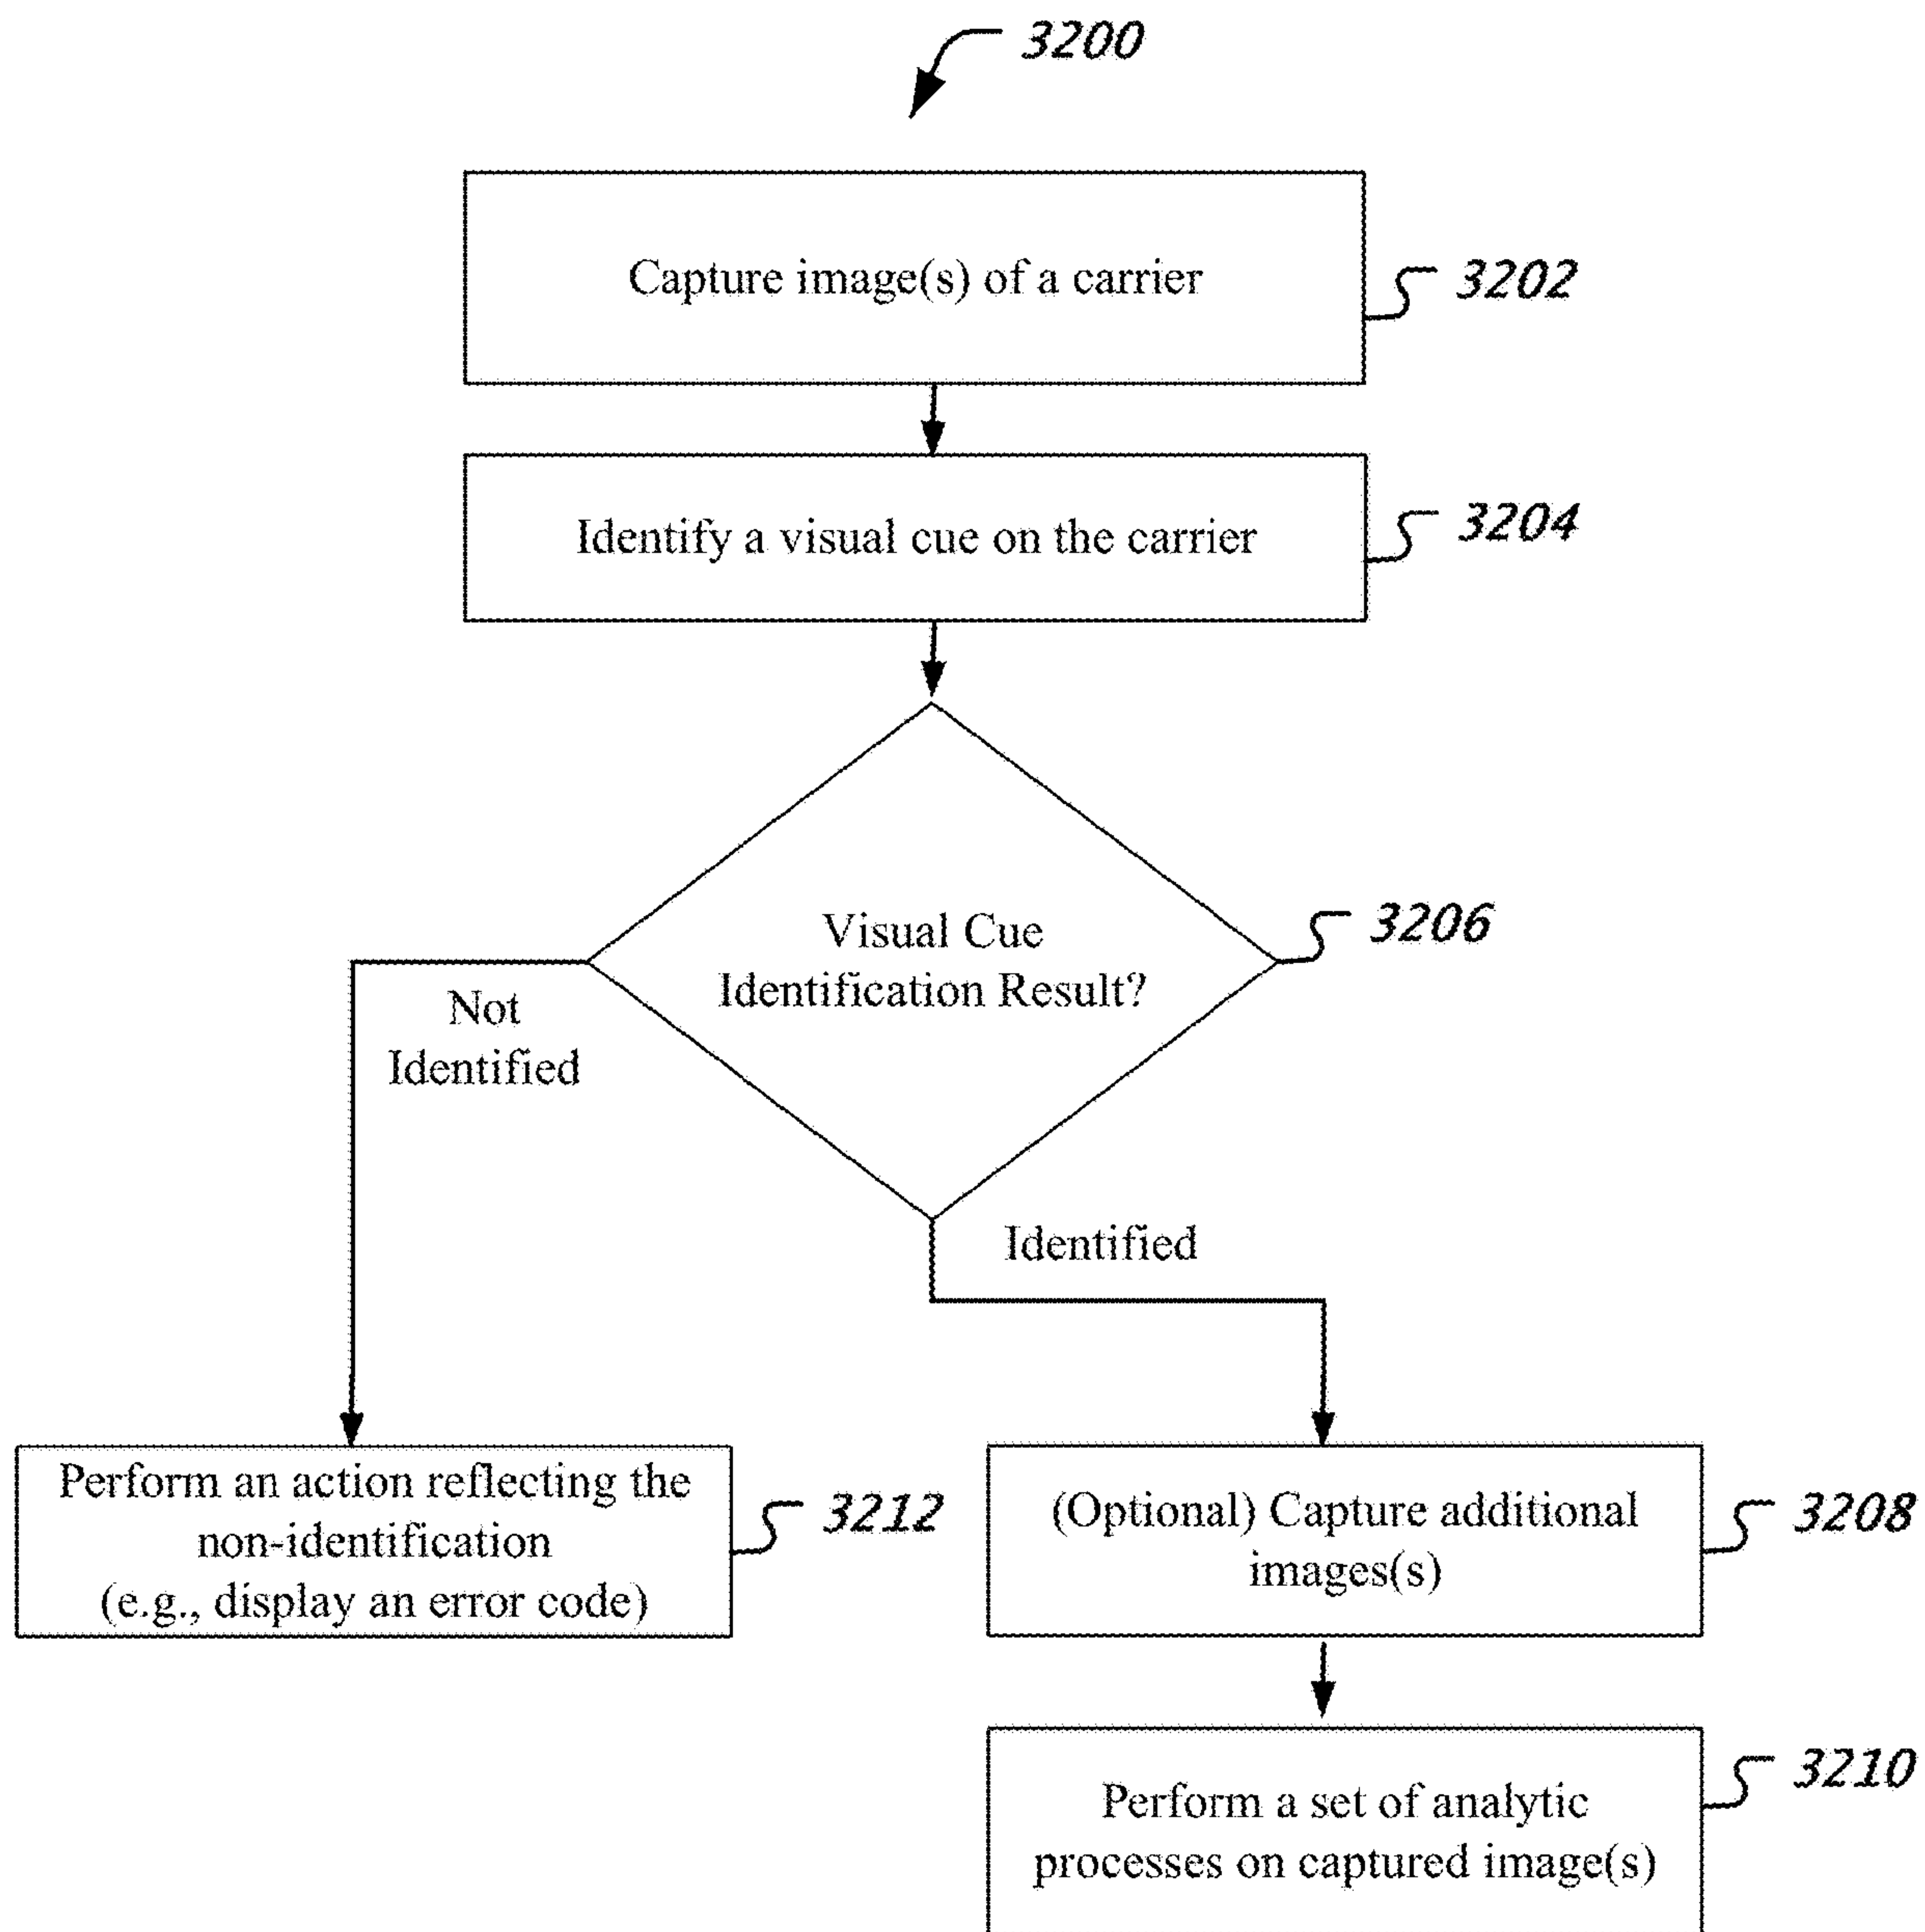 3200
Capture image(s) of a carrier
3202
Identify a visual cue on the carrier
3204
Visual Cue
Identification Result?
3206
Not
Identified
Identified
Perform an action reflecting the
non-identification
(e.g., display an error code)
3212
(Optional) Capture additional
images(s)
3208
Perform a set of analytic
processes on captured image(s)
3210